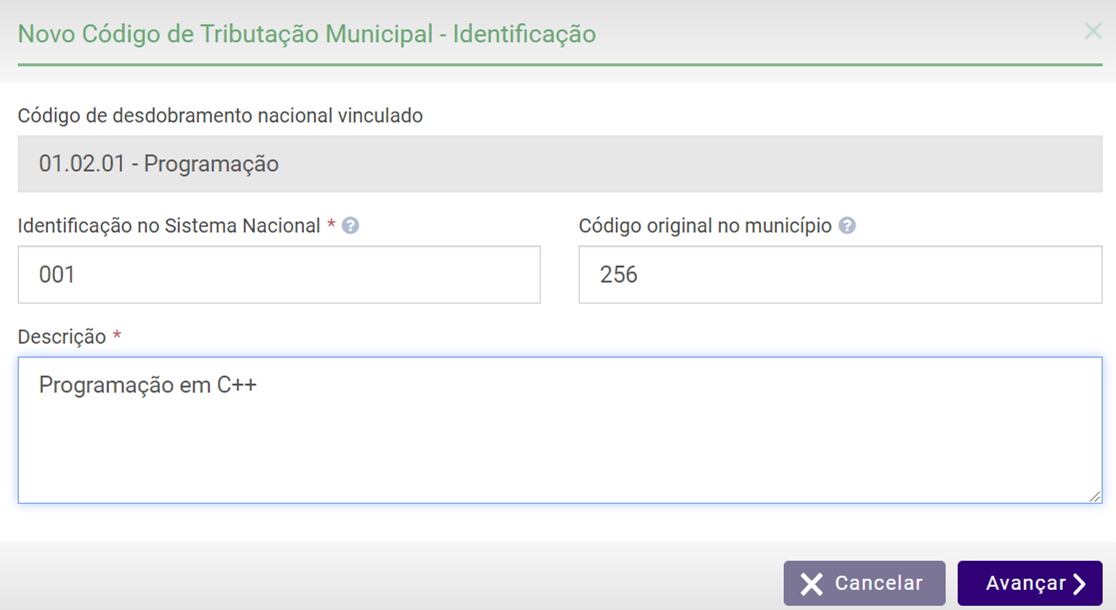 Novo Código de Tributação Municipal - Identificação
Código de desdobramento nacional vinculado
01.02.01 - Programação
Identificação no Sistema Nacional * ?
Código original no município ?
001
256
Descrição *
Programação em C++
Cancelar
Avançar